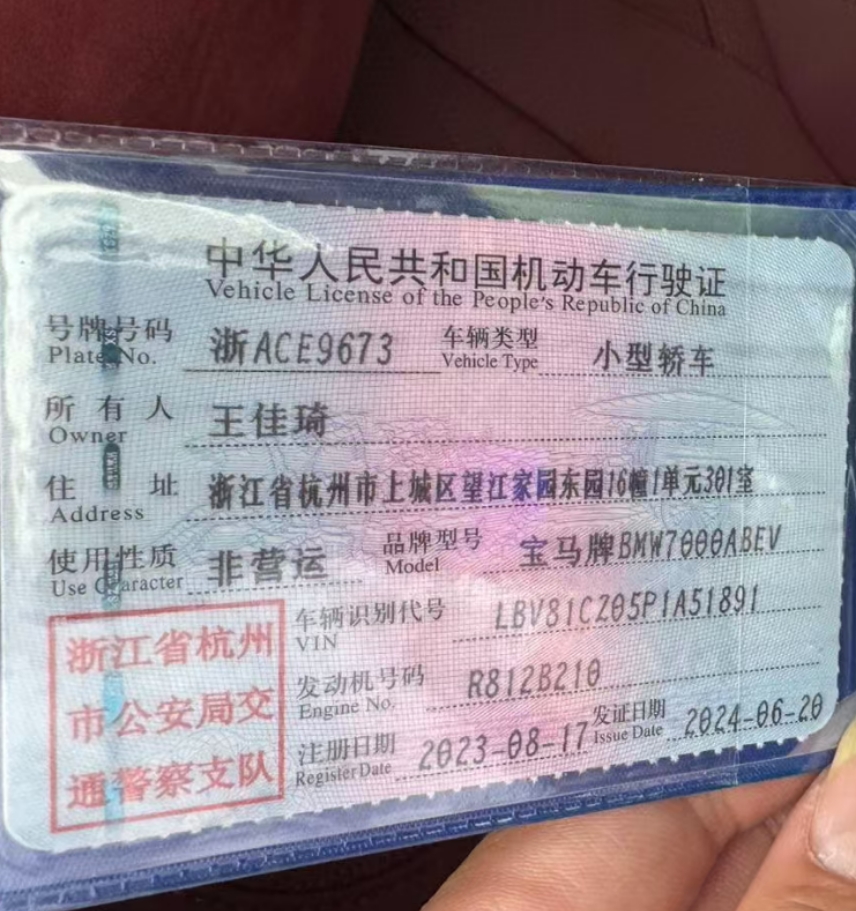 中华人民共和国机动车行驶证
Vehicle License of the People's Republic of China
号牌号码 浙ACE9673 车辆类型 小型轿车
Plate No. Vehicle Type
所有人 王佳琦
Owner
住址 浙江省杭州市上城区望江家园东园16幢1单元301室
Address
使用性质 非营运 品牌型号 宝马牌BMW7000ABEV
Use Character Model
车辆识别代号 LBV81CZ05P1A51891
VIN
发动机号码 R812B210
Engine No.
注册日期 2023-08-17 发证日期 2024-06-20
Register Date Issue Date
浙江省杭州
市公安局交
通警察支队